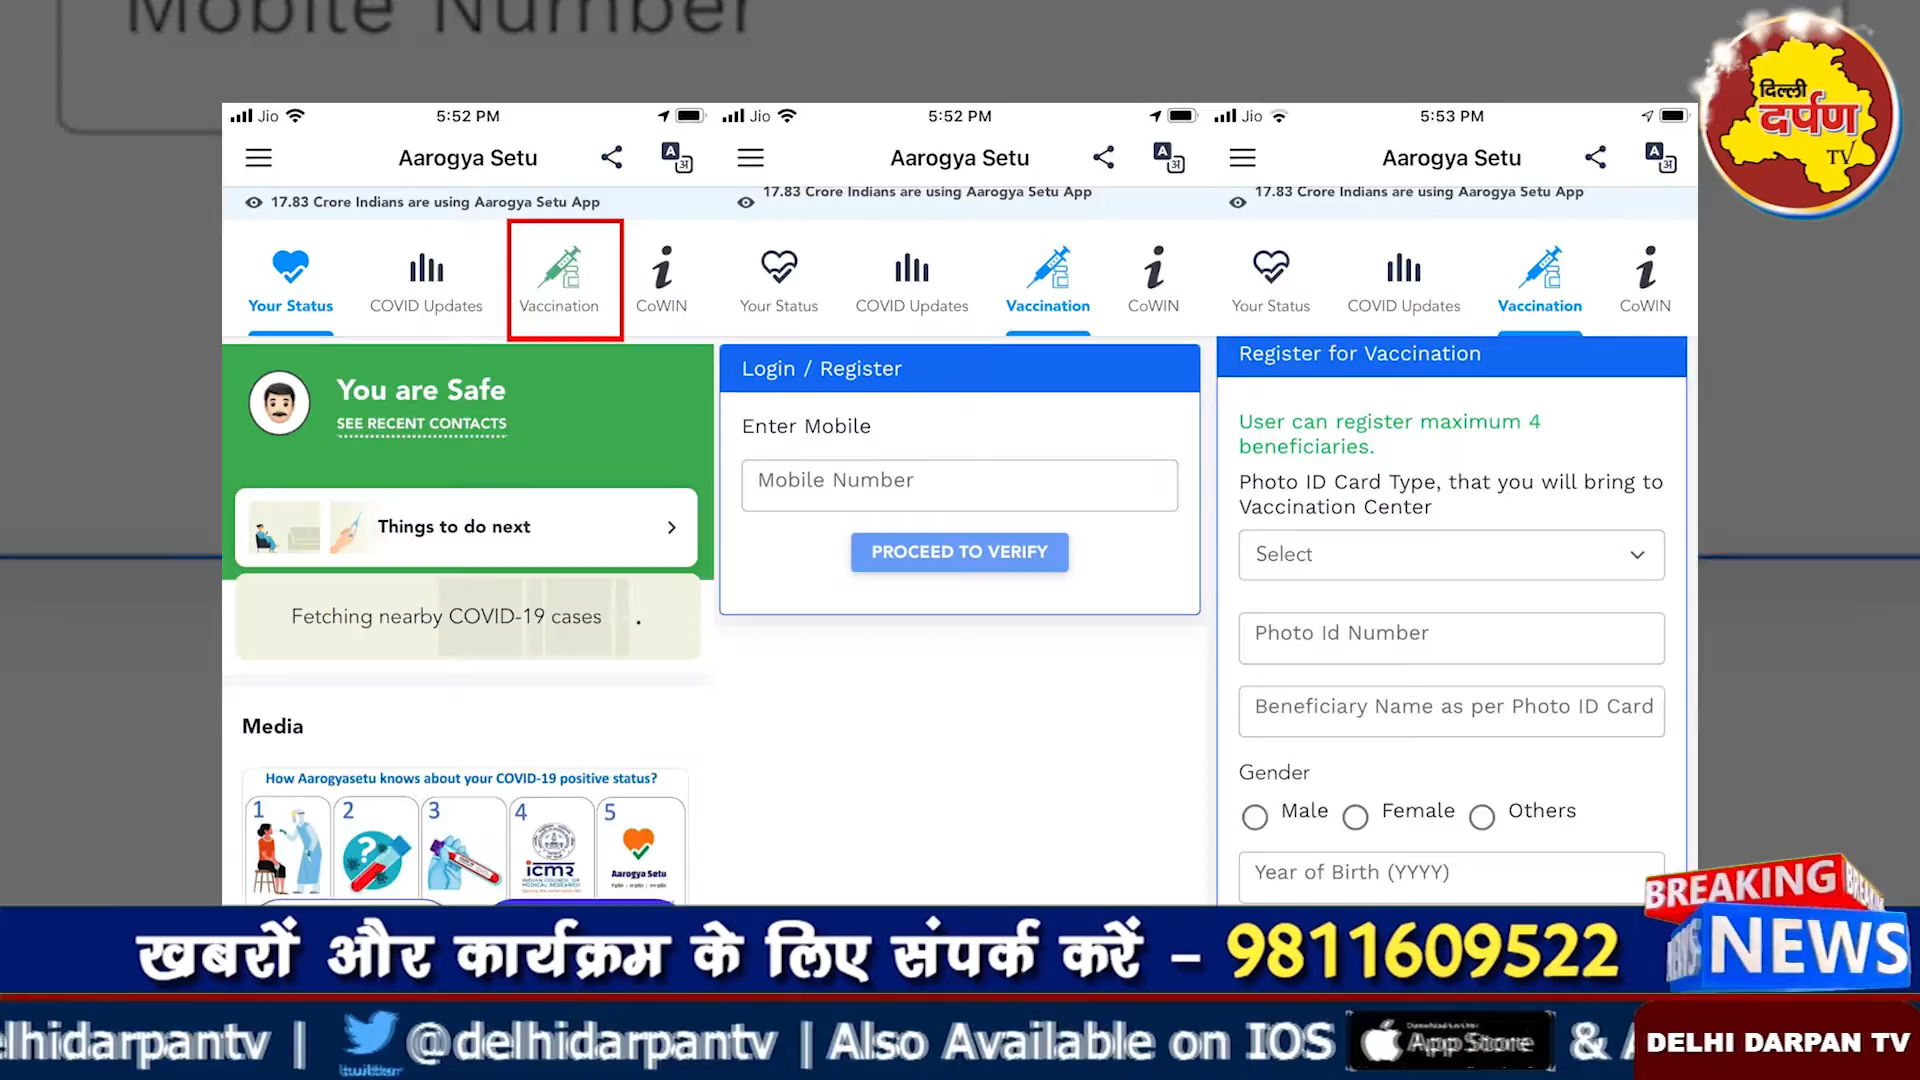 Mobile Number
दिल्ली
दर्पण
TV
Jio
5:52 PM
Aarogya Setu
A
अ
17.83 Crore Indians are using Aarogya Setu App
Your Status
COVID Updates
Vaccination
CoWIN
You are Safe
SEE RECENT CONTACTS
Things to do next
Fetching nearby COVID-19 cases .
Media
How Aarogyasetu knows about your COVID-19 positive status?
1
2
3
4
5
icmr
INDIAN COUNCIL OF
MEDICAL RESEARCH
Aarogya Setu
Jio
5:52 PM
Aarogya Setu
A
अ
17.83 Crore Indians are using Aarogya Setu App
Your Status
COVID Updates
Vaccination
CoWIN
Login / Register
Enter Mobile
Mobile Number
PROCEED TO VERIFY
Jio
5:53 PM
Aarogya Setu
A
अ
17.83 Crore Indians are using Aarogya Setu App
Your Status
COVID Updates
Vaccination
CoWIN
Register for Vaccination
User can register maximum 4
beneficiaries.
Photo ID Card Type, that you will bring to
Vaccination Center
Select
Photo Id Number
Beneficiary Name as per Photo ID Card
Gender
Male
Female
Others
Year of Birth (YYYY)
BREAKING
NEWS
खबरों और कार्यक्रम के लिए संपर्क करें – 9811609522
elhidarpantv | @delhidarpantv | Also Available on IOS App Store &
twitter
DELHI DARPAN TV